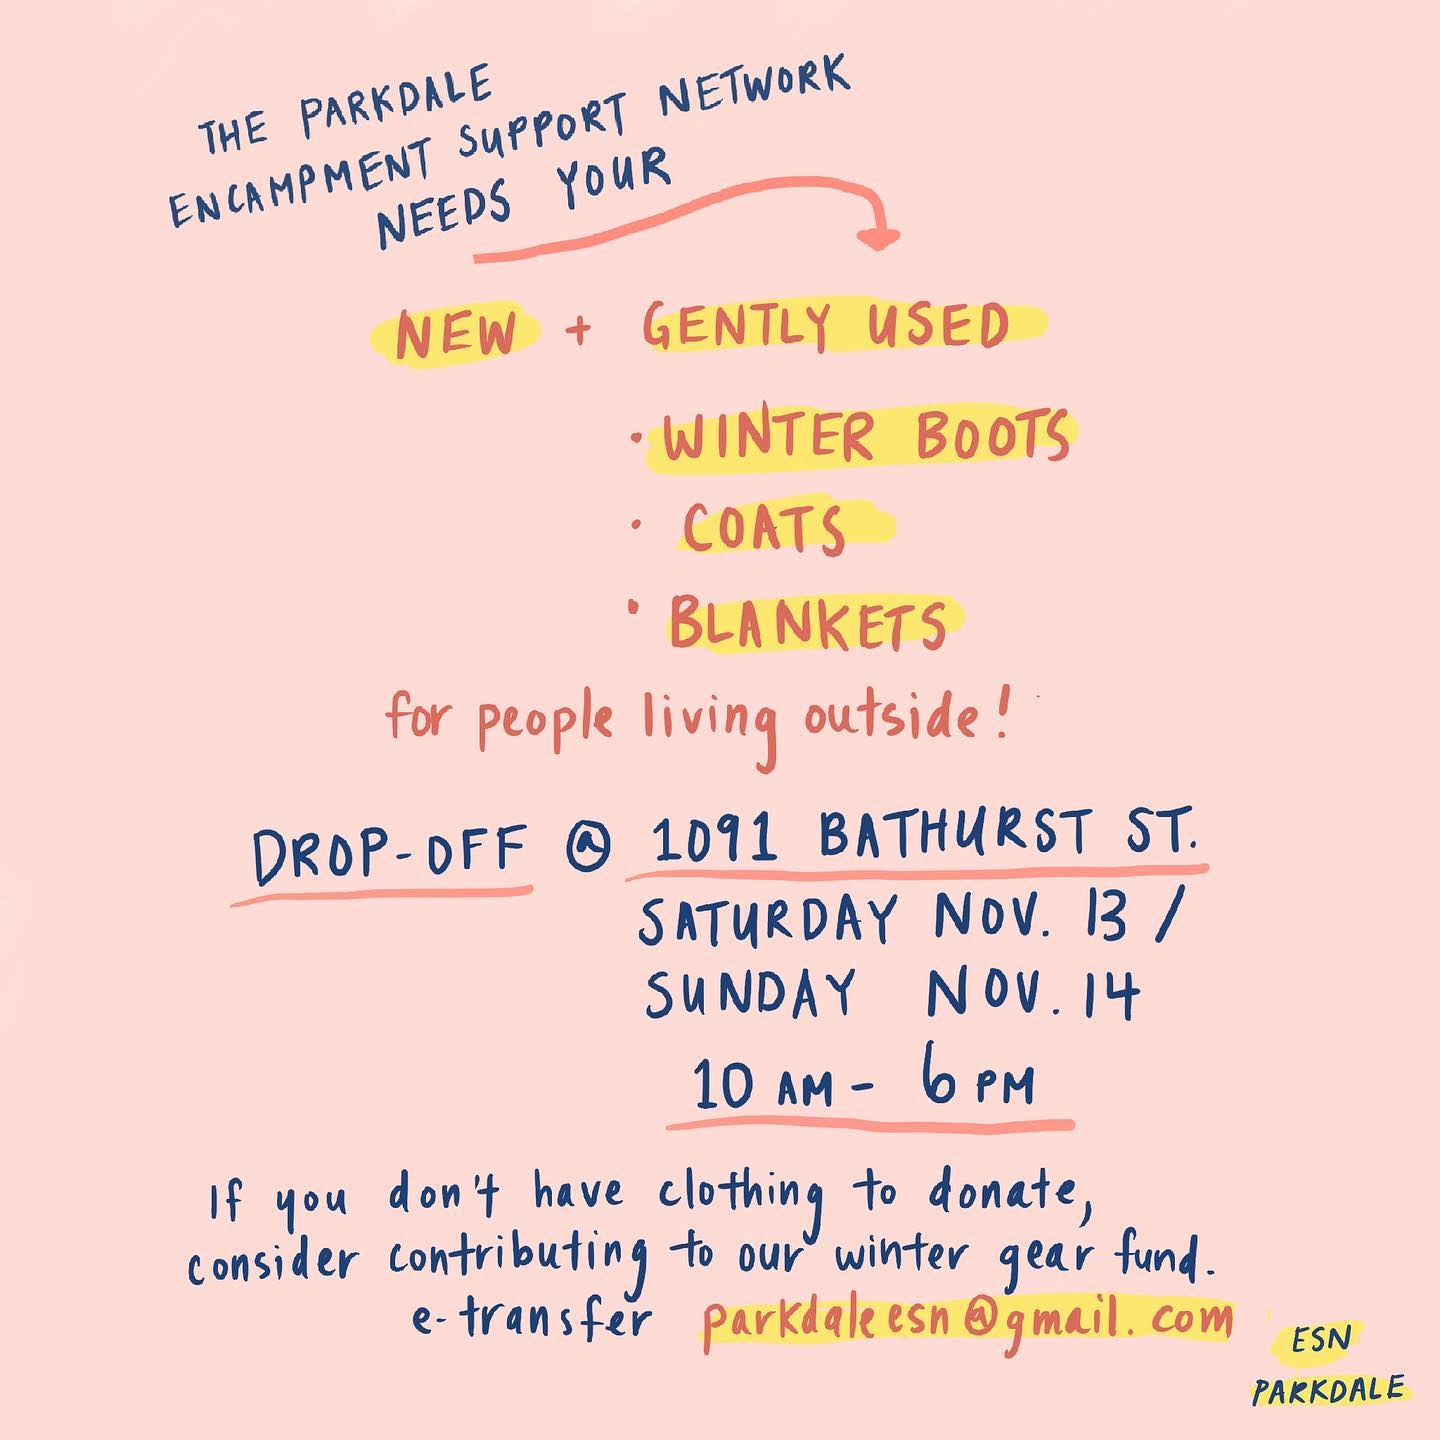 THE PARKDALE
ENCAMPMENT SUPPORT NETWORK
NEEDS YOUR
NEW + GENTLY USED
· WINTER BOOTS
· COATS
· BLANKETS
for people living outside!
DROP-OFF @ 1091 BATHURST ST.
SATURDAY NOV. 13 /
SUNDAY NOV. 14
10 AM - 6 PM
If you don't have clothing to donate,
consider contributing to our winter gear fund.
e-transfer parkdaleesn@gmail.com
ESN
PARKDALE